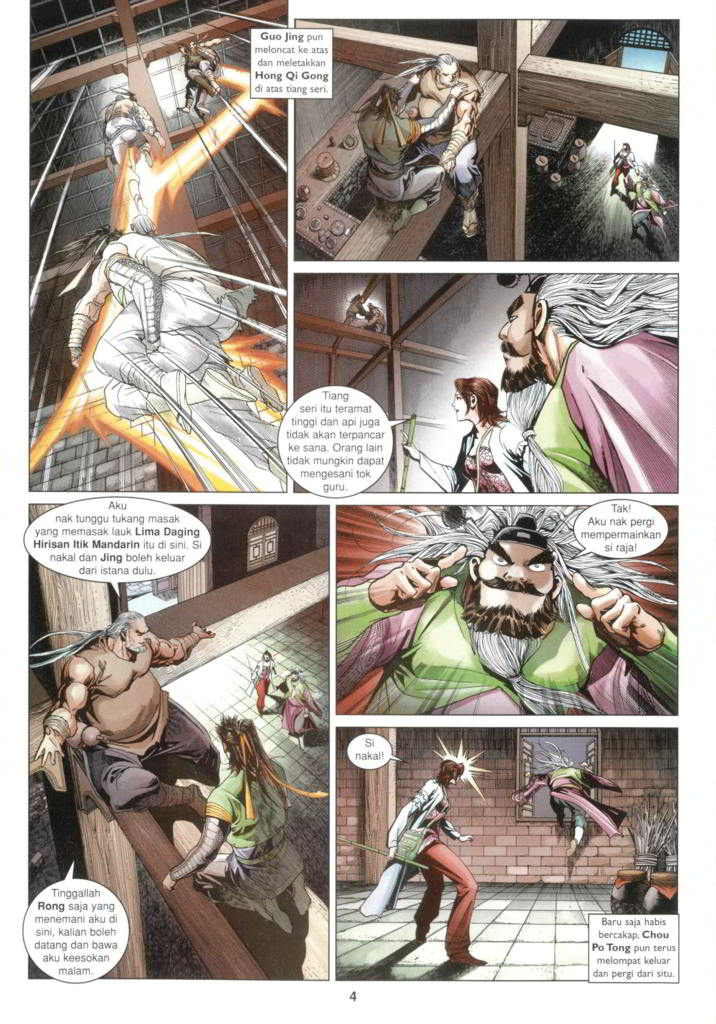 Guo Jing pun
meloncat ke atas
dan meletakkan
Hong Qi Gong
di atas tiang seri.
Tiang
seri itu teramat
tinggi dan api juga
tidak akan terpancar
ke sana. Orang lain
tidak mungkin dapat
mengesani tok
guru.
Aku
nak tunggu tukang masak
yang memasak lauk Lima Daging
Hirisan Itik Mandarin itu di sini. Si
nakal dan Jing boleh keluar
dari istana dulu.
Tinggallah
Rong saja yang
menemani aku di
sini, kalian boleh
datang dan bawa
aku keesokan
malam.
Tak!
Aku nak pergi
mempermainkan
si raja!
Si
nakal!
Baru saja habis
bercakap, Chou
Po Tong pun terus
melompat keluar
dan pergi dari situ.
4